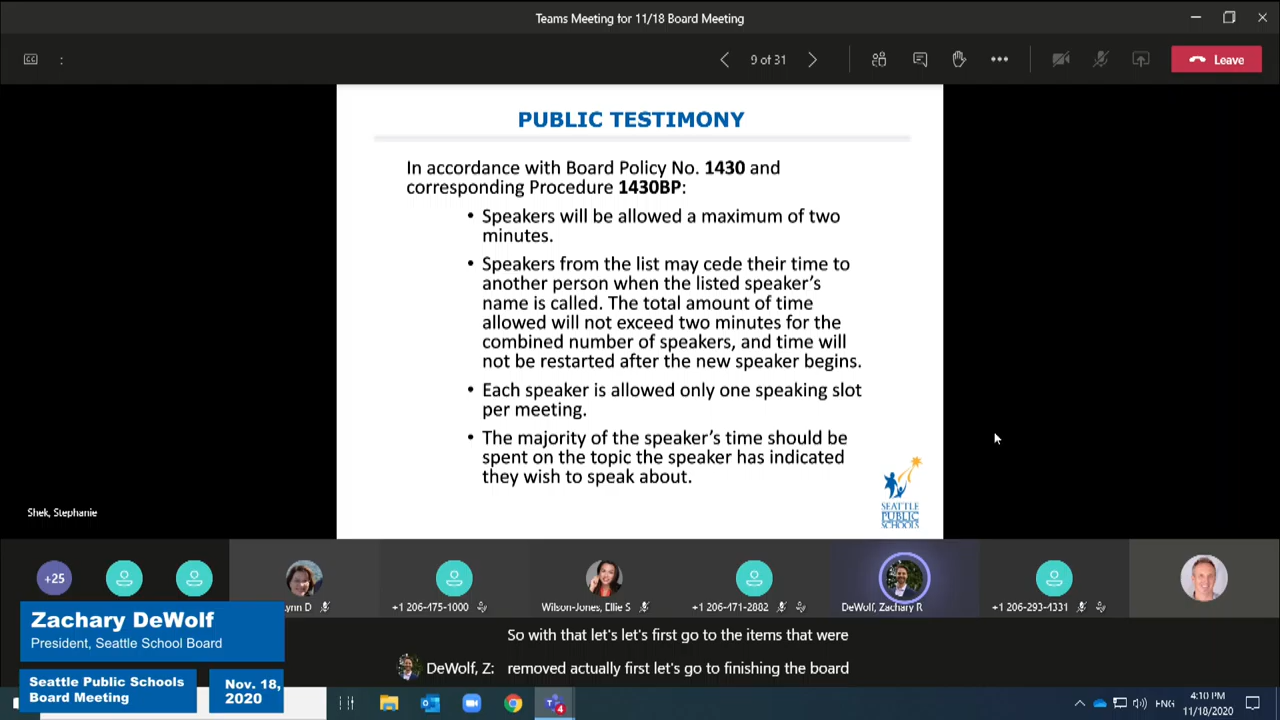 Teams Meeting for 11/18 Board Meeting
CC :
9 of 31
Leave
PUBLIC TESTIMONY
In accordance with Board Policy No. 1430 and
corresponding Procedure 1430BP:
• Speakers will be allowed a maximum of two
minutes.
• Speakers from the list may cede their time to
another person when the listed speaker's
name is called. The total amount of time
allowed will not exceed two minutes for the
combined number of speakers, and time will
not be restarted after the new speaker begins.
• Each speaker is allowed only one speaking slot
per meeting.
• The majority of the speaker's time should be
spent on the topic the speaker has indicated
they wish to speak about.
SEATTLE
PUBLIC
SCHOOLS
Shek, Stephanie
+25
D
+1 206-475-1000
Wilson-Jones, Ellie S
+1 206-471-2882
DeWolf, Zachary R
+1 206-293-4331
Zachary DeWolf
President, Seattle School Board
So with that let's let's first go to the items that were
DeWolf, Z: removed actually first let's go to finishing the board
Seattle Public Schools
Board Meeting
Nov. 18,
2020
4
ENG
4:10 PM
11/18/2020